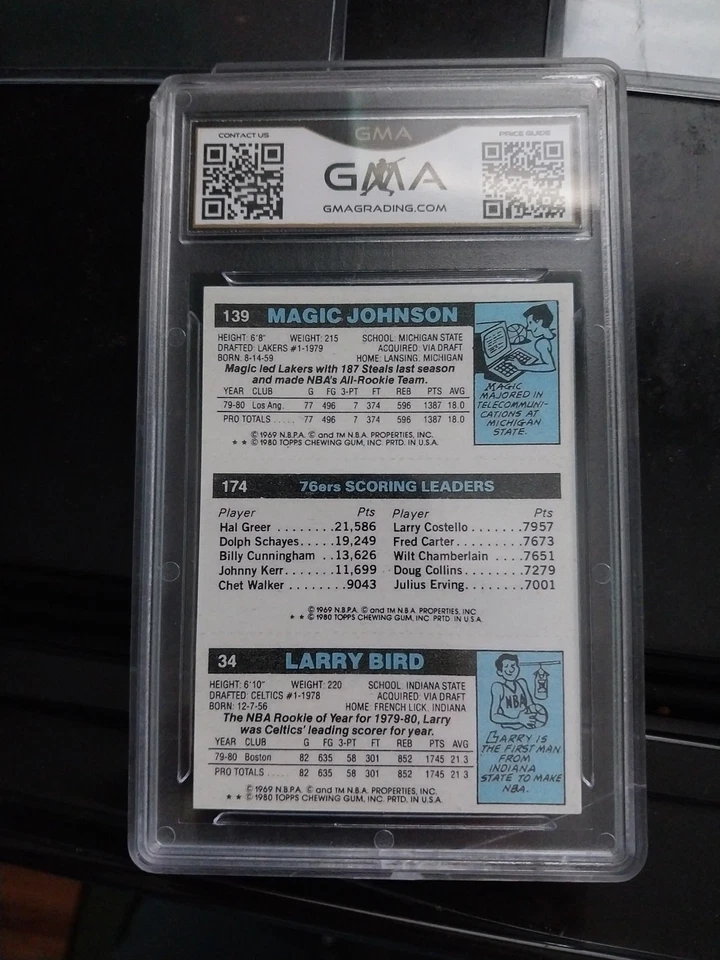 CONTACT US
GMA
PRICE GUIDE
GMA
GMAGRADING.COM
139 MAGIC JOHNSON
HEIGHT: 6'8" WEIGHT: 215 SCHOOL: MICHIGAN STATE
DRAFTED: LAKERS #1-1979 ACQUIRED: VIA DRAFT
BORN: 8-14-59 HOME: LANSING, MICHIGAN
Magic led Lakers with 187 Steals last season
and made NBA's All-Rookie Team.
YEAR CLUB G FG 3-PT FT REB PTS AVG
79-80 Los Ang. 77 496 7 374 596 1387 18.0
PRO TOTALS ..... 77 496 7 374 596 1387 18.0
© 1969 N.B.P.A. © and TM N.B.A. PROPERTIES, INC.
★ ★ © 1980 TOPPS CHEWING GUM, INC. PRTD. IN U.S.A.
MAGIC
MAJORED IN
TELECOMMUNI-
CATIONS AT
MICHIGAN
STATE.
174 76ers SCORING LEADERS
Player Pts Player Pts
Hal Greer ........21,586 Larry Costello .......7957
Dolph Schayes.....19,249 Fred Carter..........7673
Billy Cunningham ..13,626 Wilt Chamberlain ....7651
Johnny Kerr.......11,699 Doug Collins.........7279
Chet Walker .......9043 Julius Erving.........7001
© 1969 N.B.P.A. © and TM N.B.A. PROPERTIES, INC.
★ ★ © 1980 TOPPS CHEWING GUM, INC. PRTD. IN U.S.A.
34 LARRY BIRD
HEIGHT: 6'10" WEIGHT: 220 SCHOOL: INDIANA STATE
DRAFTED: CELTICS #1-1978 ACQUIRED: VIA DRAFT
BORN: 12-7-56 HOME: FRENCH LICK, INDIANA
The NBA Rookie of Year for 1979-80, Larry
was Celtics' leading scorer for year.
YEAR CLUB G FG 3-PT FT REB PTS AVG
79-80 Boston 82 635 58 301 852 1745 21.3
PRO TOTALS ..... 82 635 58 301 852 1745 21.3
© 1969 N.B.P.A. © and TM N.B.A. PROPERTIES, INC.
★ ★ © 1980 TOPPS CHEWING GUM, INC. PRTD. IN U.S.A.
NBA
LARRY IS
THE FIRST MAN
FROM
INDIANA
STATE TO MAKE
NBA.